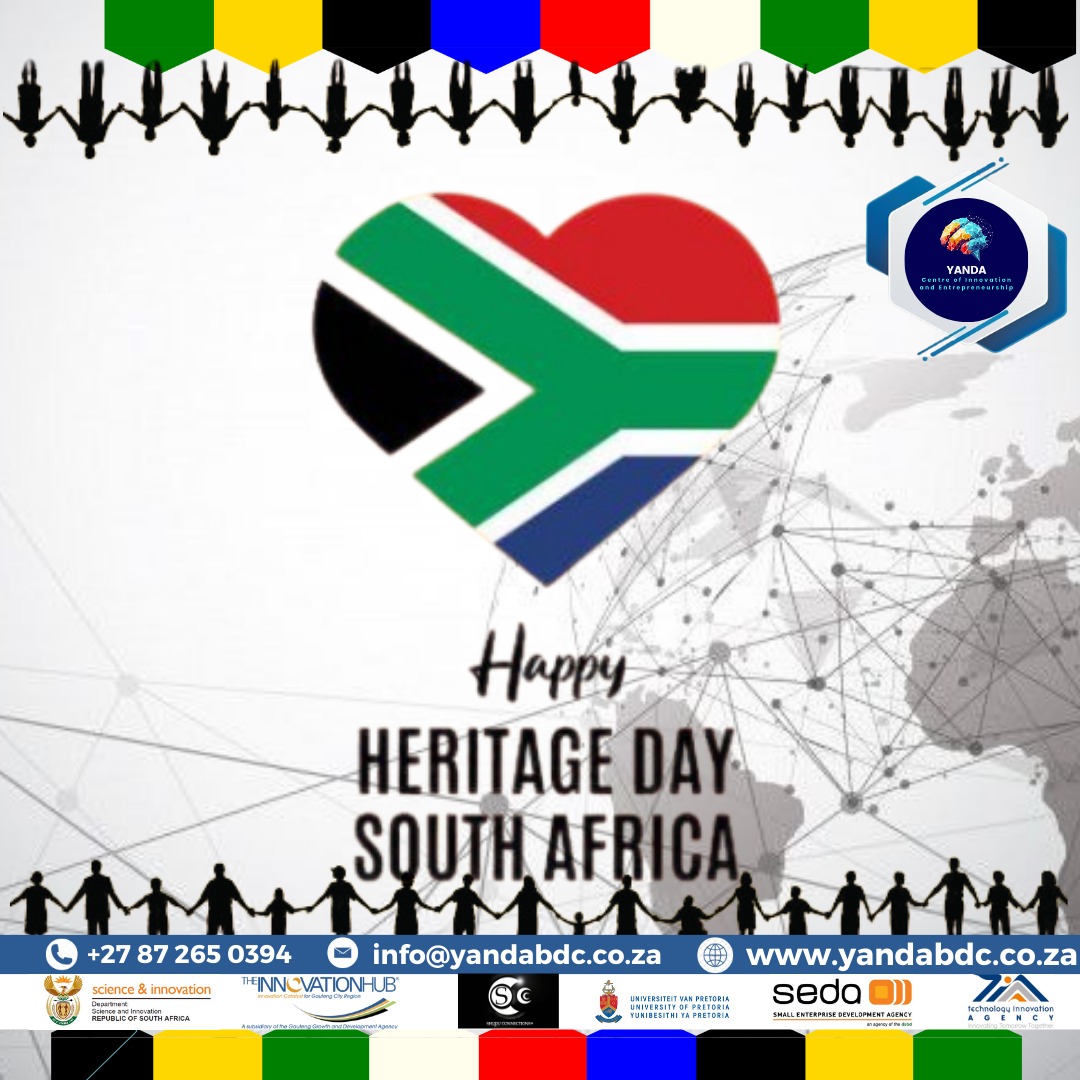 YANDA
Centre of Innovation
and Entrepreneurship
Happy
HERITAGE DAY
SOUTH AFRICA
+27 87 265 0394
info@yandabdc.co.za
www.yandabdc.co.za
science & innovation
Department:
Science and Innovation
REPUBLIC OF SOUTH AFRICA
THEINNOVATIONHUB
Innovation Catalyst for Gauteng City Region
A subsidiary of the Gauteng Growth and Development Agency
UNIVERSITEIT VAN PRETORIA
UNIVERSITY OF PRETORIA
YUNIBESITHI YA PRETORIA
seda
SMALL ENTERPRISE DEVELOPMENT AGENCY
an agency of the dsbd
technology innovation
AGENCY
Innovating Tomorrow Together